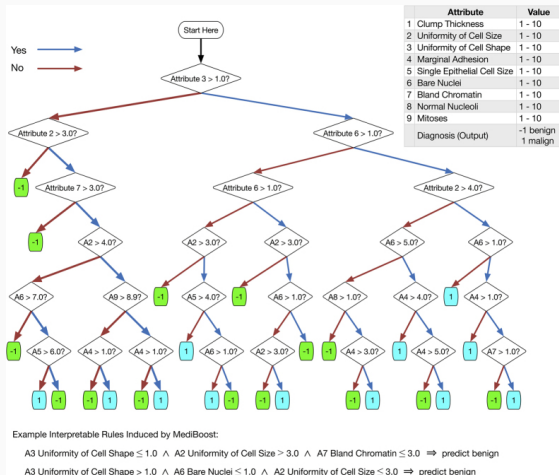 Start Here
Attribute Value
1 Clump Thickness 1 - 10
2 Uniformity of Cell Size 1 - 10
3 Uniformity of Cell Shape 1 - 10
4 Marginal Adhesion 1 - 10
5 Single Epithelial Cell Size 1 - 10
6 Bare Nuclei 1 - 10
7 Bland Chromatin 1 - 10
8 Normal Nucleoli 1 - 10
9 Mitoses 1 - 10
Diagnosis (Output) -1 benign
1 malign
Yes
No
Attribute 3 > 1.0?
Attribute 2 > 3.0? Attribute 6 > 1.0?
-1 Attribute 7 > 3.0? Attribute 6 > 1.0? Attribute 2 > 4.0?
-1 A2 > 4.0? A2 > 3.0? A2 > 3.0? A6 > 5.0? A6 > 1.0?
A6 > 7.0? A9 > 8.9? -1 A5 > 4.0? -1 A6 > 1.0? A8 > 1.0? A4 > 4.0? 1 A4 > 1.0?
-1 A5 > 6.0? A4 > 1.0? A4 > 1.0? 1 A6 > 1.0? A2 > 3.0? -1 -1 A4 > 3.0? 1 A4 > 5.0? 1 A7 > 1.0?
1 -1 -1 1 -1 1 1 -1 -1 1 -1 1 -1 1 -1 1
Example Interpretable Rules Induced by MediBoost:
A3 Uniformity of Cell Shape ≤ 1.0 ∧ A2 Uniformity of Cell Size > 3.0 ∧ A7 Bland Chromatin ≤ 3.0 ⇒ predict benign
A3 Uniformity of Cell Shape > 1.0 ∧ A6 Bare Nuclei ≤ 1.0 ∧ A2 Uniformity of Cell Size ≤ 3.0 ⇒ predict benign